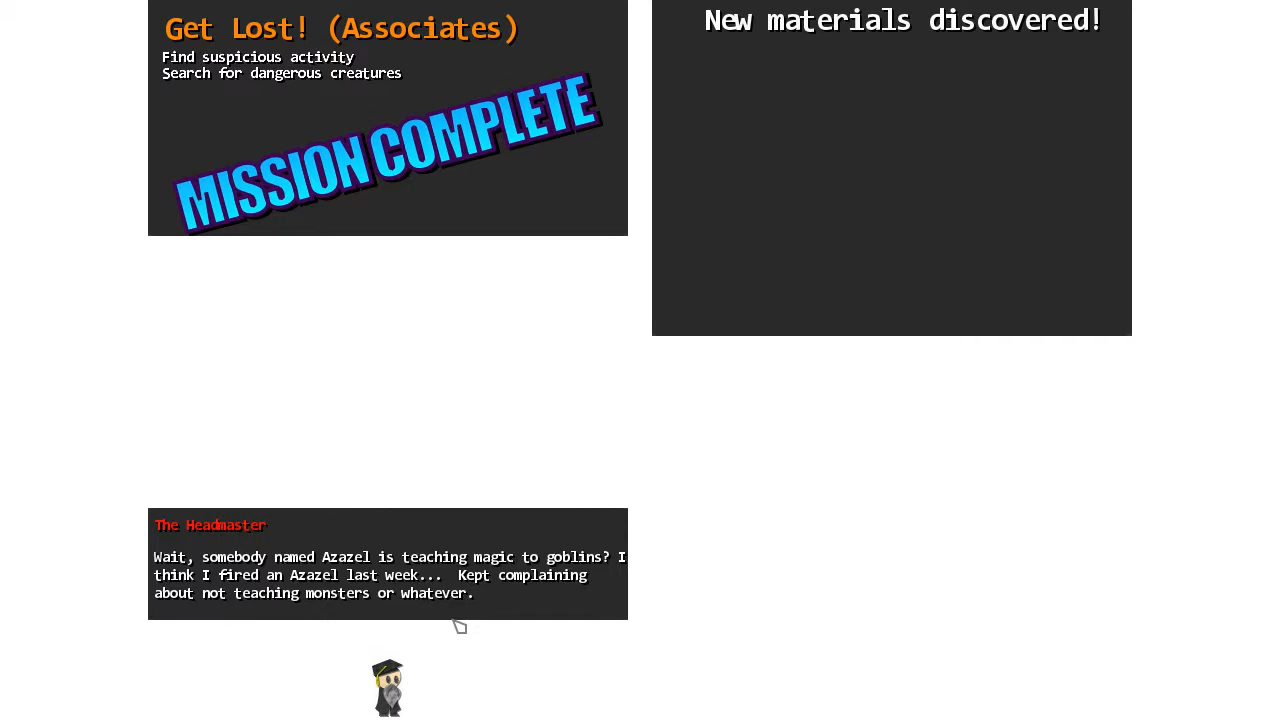 Get Lost! (Associates)
Find suspicious activity
Search for dangerous creatures
MISSION COMPLETE
New materials discovered!
The Headmaster
Wait, somebody named Azazel is teaching magic to goblins? I
think I fired an Azazel last week... Kept complaining
about not teaching monsters or whatever.